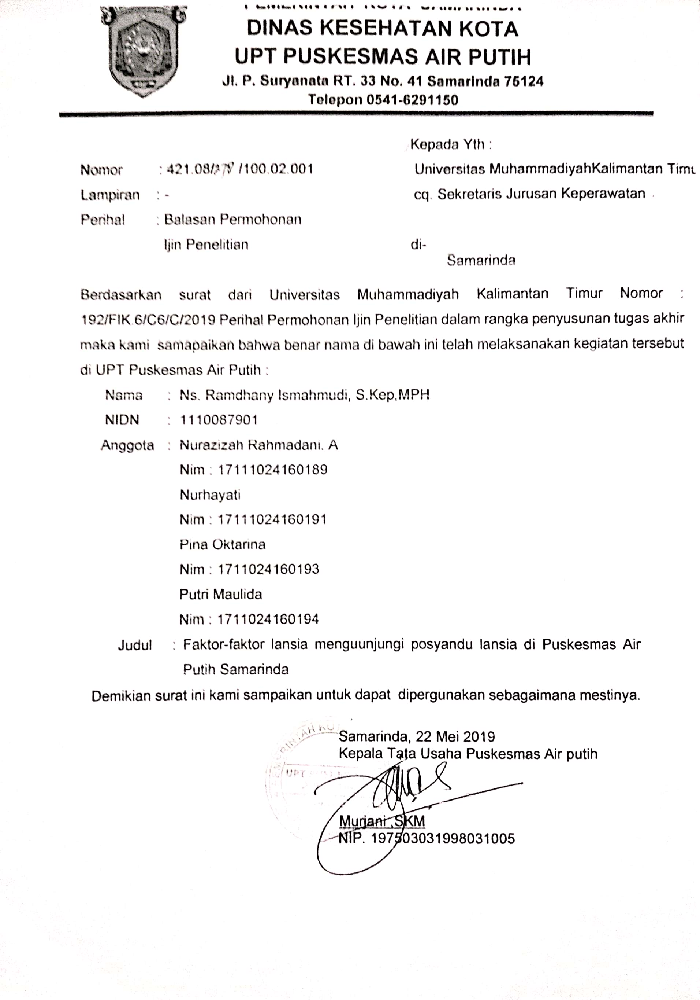 DINAS KESEHATAN KOTA
UPT PUSKESMAS AIR PUTIH
Jl. P. Suryanata RT. 33 No. 41 Samarinda 75124
Telepon 0541-6291150
Kepada Yth :
Nomor : 421.08/ /100.02.001 Universitas MuhammadiyahKalimantan Timu
Lampiran : - cq. Sekretaris Jurusan Keperawatan
Perihal : Balasan Permohonan
Ijin Penelitian di-
Samarinda
Berdasarkan surat dari Universitas Muhammadiyah Kalimantan Timur Nomor :
192/FIK.6/C6/C/2019 Perihal Permohonan Ijin Penelitian dalam rangka penyusunan tugas akhir
maka kami samapaikan bahwa benar nama di bawah ini telah melaksanakan kegiatan tersebut
di UPT Puskesmas Air Putih :
Nama : Ns. Ramdhany Ismahmudi, S.Kep,MPH
NIDN : 1110087901
Anggota : Nurazizah Rahmadani. A
Nim : 17111024160189
Nurhayati
Nim : 17111024160191
Pina Oktarina
Nim : 1711024160193
Putri Maulida
Nim : 1711024160194
Judul : Faktor-faktor lansia menguunjungi posyandu lansia di Puskesmas Air
Putih Samarinda
Demikian surat ini kami sampaikan untuk dapat dipergunakan sebagaimana mestinya.
Samarinda, 22 Mei 2019
Kepala Tata Usaha Puskesmas Air putih
UPT
Murjani ,SKM
NIP. 197503031998031005